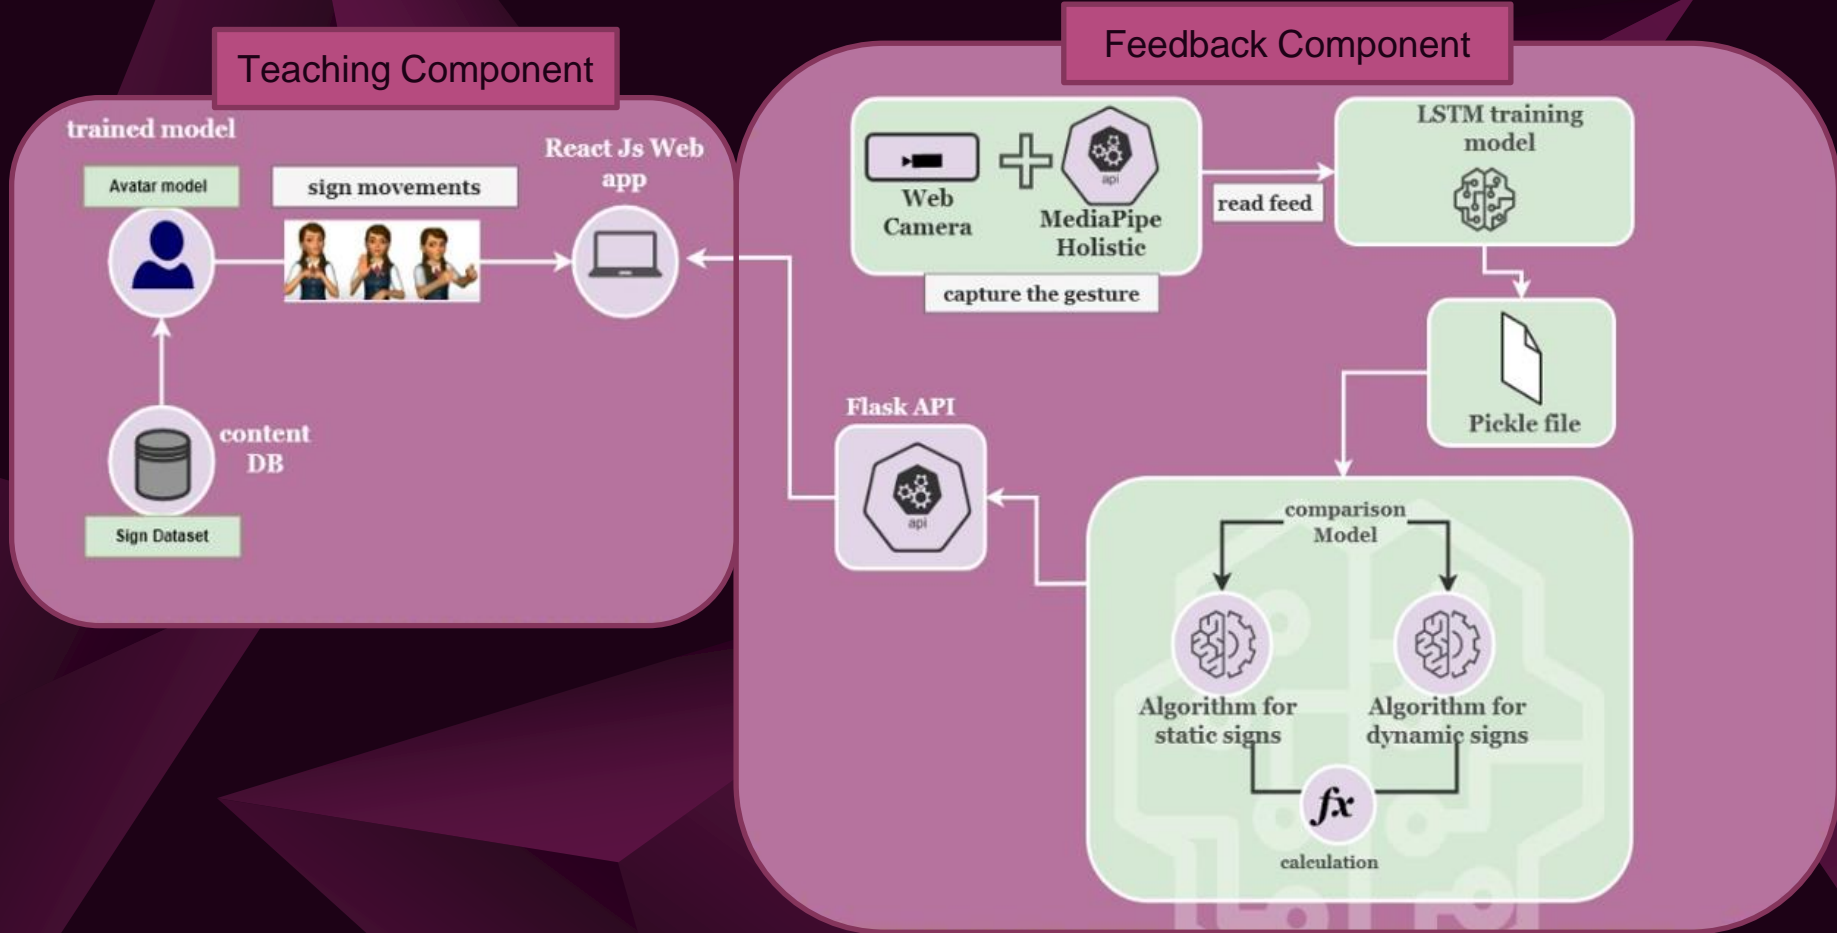 Teaching Component
trained model
Avatar model
sign movements
React Js Web
app
content
DB
Sign Dataset
Feedback Component
Web
Camera
api
MediaPipe
Holistic
capture the gesture
read feed
LSTM training
model
Pickle file
Flask API
api
comparison
Model
Algorithm for
static signs
Algorithm for
dynamic signs
fx
calculation